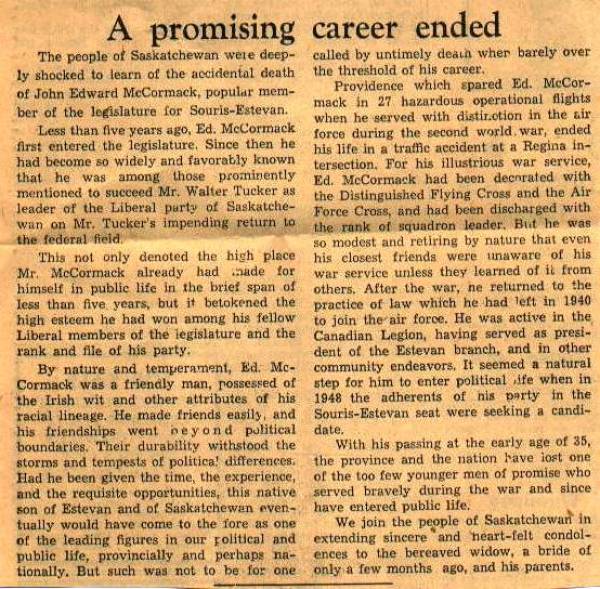 A promising career ended
The people of Saskatchewan were deep-
ly shocked to learn of the accidental death
of John Edward McCormack, popular mem-
ber of the legislature for Souris-Estevan.
Less than five years ago, Ed. McCormack
first entered the legislature. Since then he
had become so widely and favorably known
that he was among those prominently
mentioned to succeed Mr. Walter Tucker as
leader of the Liberal party of Saskatche-
wan on Mr. Tucker's impending return to
the federal field.
This not only denoted the high place
Mr. McCormack already had made for
himself in public life in the brief span of
less than five years, but it betokened the
high esteem he had won among his fellow
Liberal members of the legislature and the
rank and file of his party.
By nature and temperament, Ed. Mc-
Cormack was a friendly man, possessed of
the Irish wit and other attributes of his
racial lineage. He made friends easily, and
his friendships went beyond political
boundaries. Their durability withstood the
storms and tempests of political differences.
Had he been given the time, the experience,
and the requisite opportunities, this native
son of Estevan and of Saskatchewan even-
tually would have come to the fore as one
of the leading figures in our political and
public life, provincially and perhaps na-
tionally. But such was not to be for one
called by untimely death wher barely over
the threshold of his career.
Providence which spared Ed. McCor-
mack in 27 hazardous operational flights
when he served with distinction in the air
force during the second world war, ended
his life in a traffic accident at a Regina in-
tersection. For his illustrious war service,
Ed. McCormack had been decorated with
the Distinguished Flying Cross and the Air
Force Cross, and had been discharged with
the rank of squadron leader. But he was
so modest and retiring by nature that even
his closest friends were unaware of his
war service unless they learned of it from
others. After the war, he returned to the
practice of law which he had left in 1940
to join the air force. He was active in the
Canadian Legion, having served as presi-
dent of the Estevan branch, and in other
community endeavors. It seemed a natural
step for him to enter political life when in
1948 the adherents of his party in the
Souris-Estevan seat were seeking a candi-
date.
With his passing at the early age of 35,
the province and the nation have lost one
of the too few younger men of promise who
served bravely during the war and since
have entered public life.
We join the people of Saskatchewan in
extending sincere and heart-felt condol-
ences to the bereaved widow, a bride of
only a few months ago, and his parents.